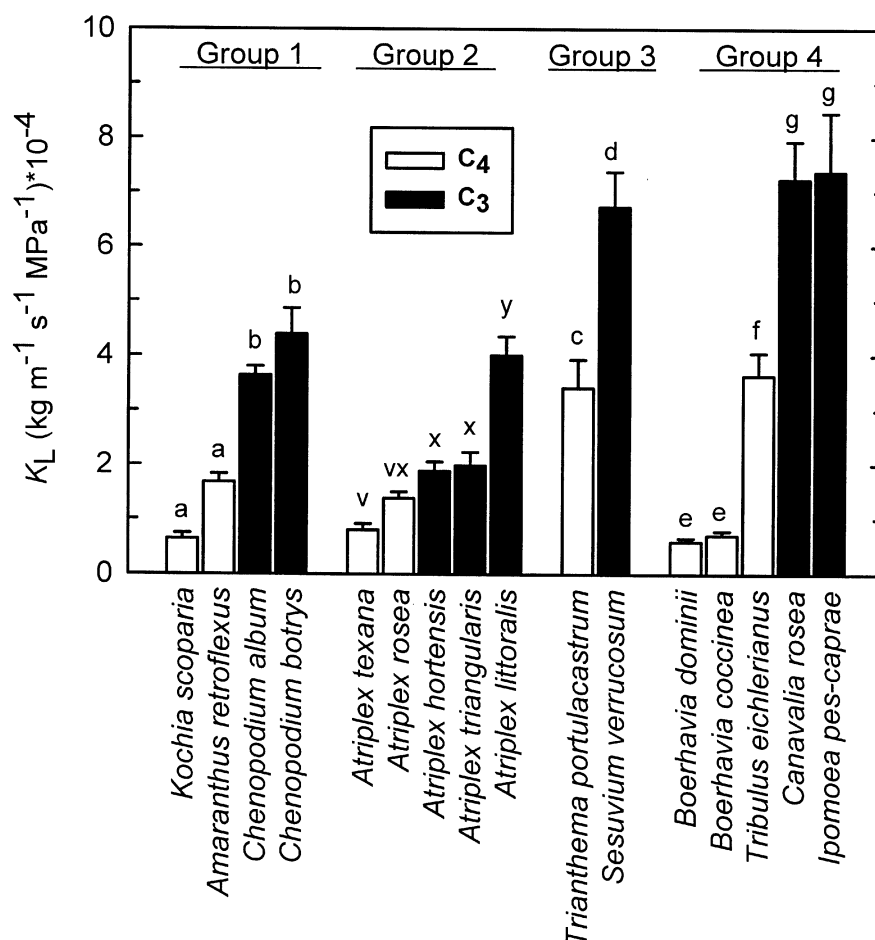 10
8
6
4
2
0
K_L (kg m⁻¹ s⁻¹ MPa⁻¹)*10⁻⁴
Group 1
Group 2
Group 3
Group 4
C₄
C₃
a
a
b
b
v
vx
x
x
y
c
d
e
e
f
g
g
Kochia scoparia
Amaranthus retroflexus
Chenopodium album
Chenopodium botrys
Atriplex texana
Atriplex rosea
Atriplex hortensis
Atriplex triangularis
Atriplex littoralis
Trianthema portulacastrum
Sesuvium verrucosum
Boerhavia dominii
Boerhavia coccinea
Tribulus eichlerianus
Canavalia rosea
Ipomoea pes-caprae